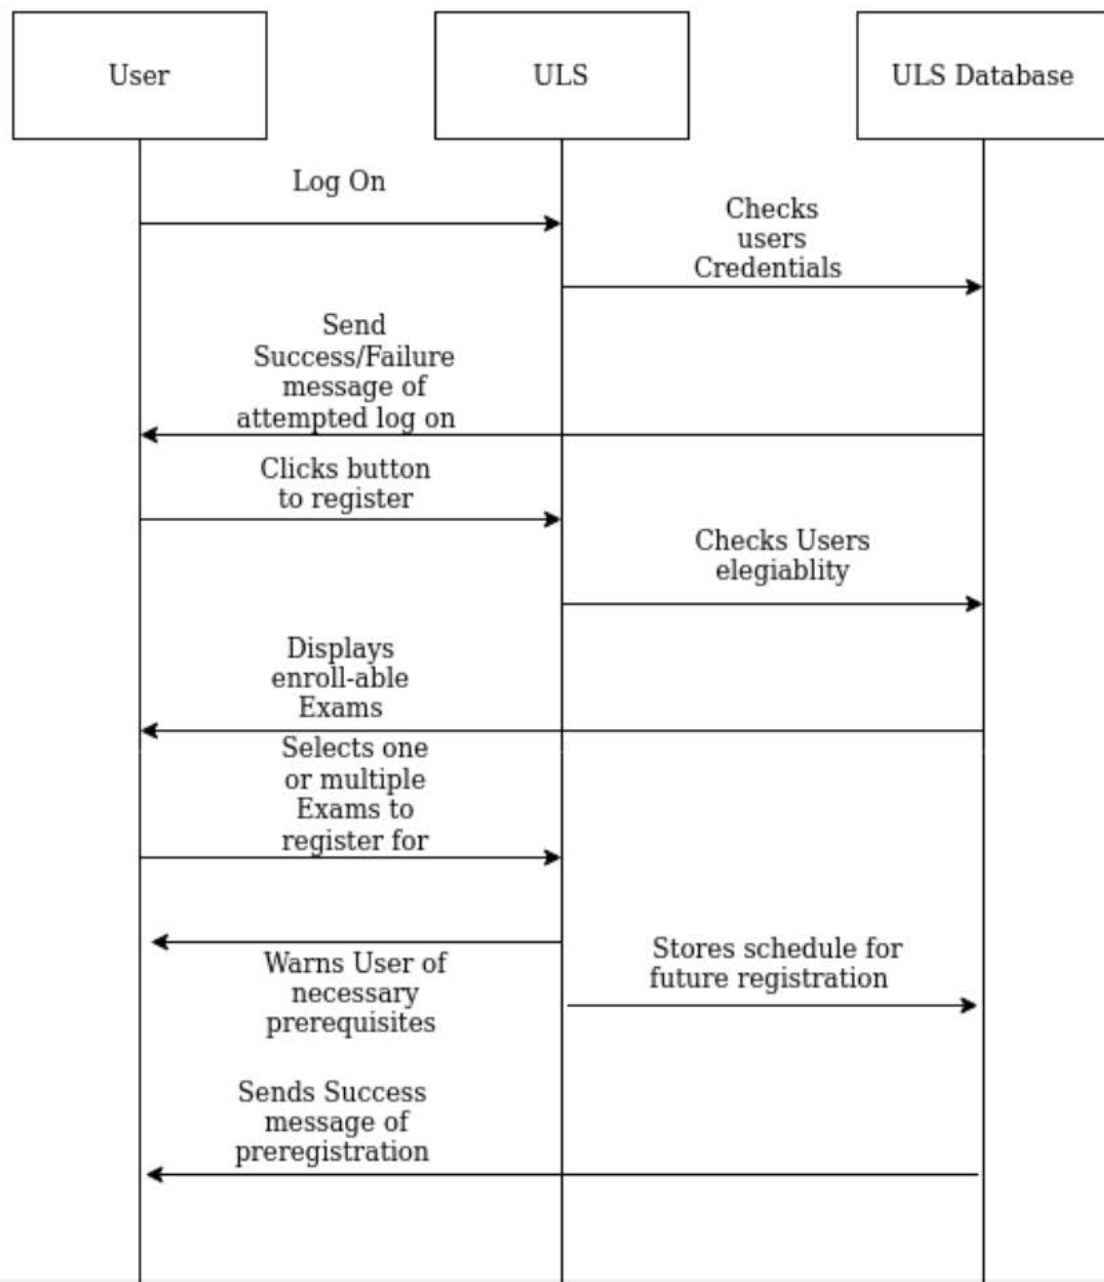 User
ULS
ULS Database
Log On
Checks
users
Credentials
Send
Success/Failure
message of
attempted log on
Clicks button
to register
Checks Users
elegiablity
Displays
enroll-able
Exams
Selects one
or multiple
Exams to
register for
Warns User of
necessary
prerequisites
Stores schedule for
future registration
Sends Success
message of
preregistration